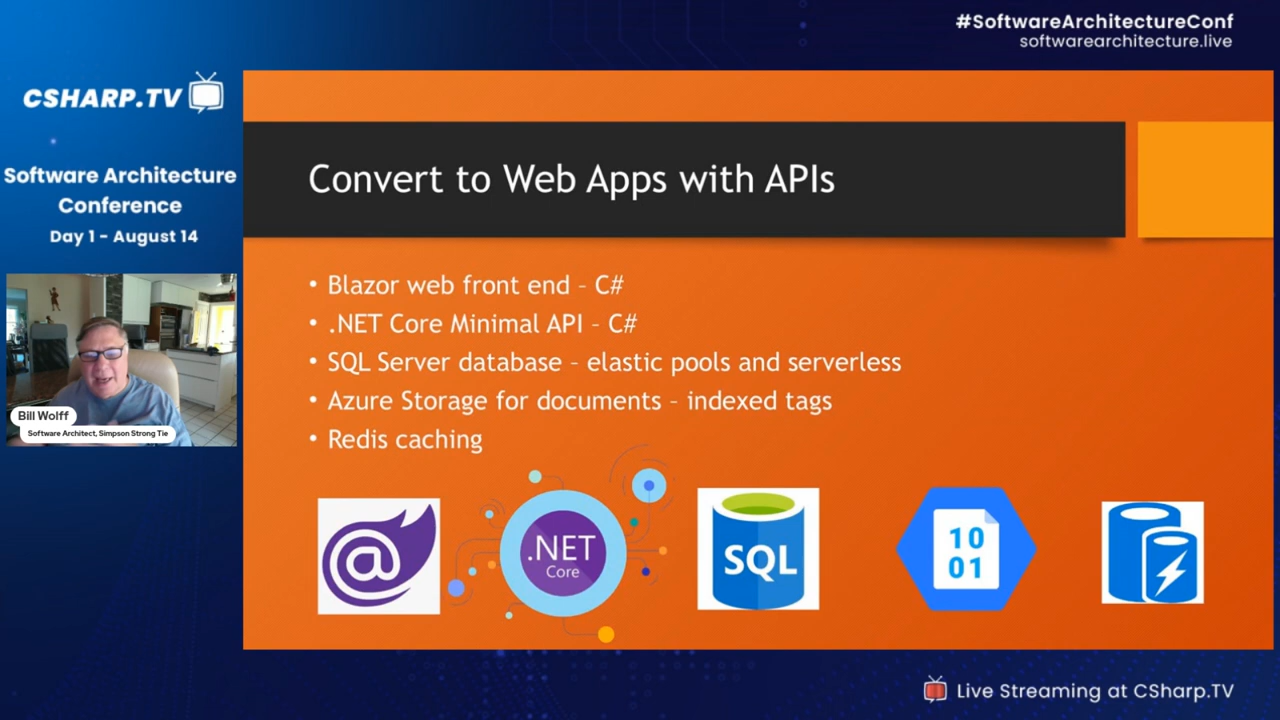 #SoftwareArchitectureConf
softwarearchitecture.live
CSHARP.TV
Software Architecture
Conference
Day 1 - August 14
Bill Wolff
Software Architect, Simpson Strong Tie
Convert to Web Apps with APIs
• Blazor web front end – C#
• .NET Core Minimal API – C#
• SQL Server database – elastic pools and serverless
• Azure Storage for documents – indexed tags
• Redis caching
@
.NET
Core
SQL
10
01
Live Streaming at CSharp.TV